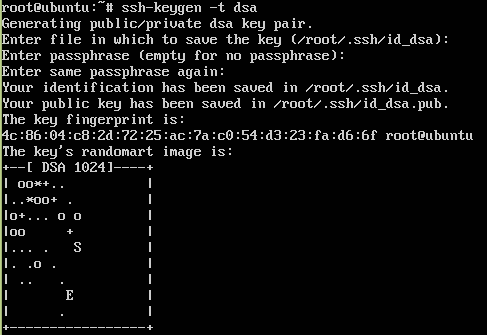 root@ubuntu:~# ssh-keygen -t dsa
Generating public/private dsa key pair.
Enter file in which to save the key (/root/.ssh/id_dsa):
Enter passphrase (empty for no passphrase):
Enter same passphrase again:
Your identification has been saved in /root/.ssh/id_dsa.
Your public key has been saved in /root/.ssh/id_dsa.pub.
The key fingerprint is:
4c:86:04:c8:2d:72:25:ac:7a:c0:54:d3:23:fa:d6:6f root@ubuntu
The key's randomart image is:
+--[ DSA 1024]----+
| oo*+..          |
|..*oo+ .         |
|o+... o o        |
|oo     +         |
|... .   S        |
|. .o .           |
| ..   .          |
|       E         |
|      .          |
+-----------------+